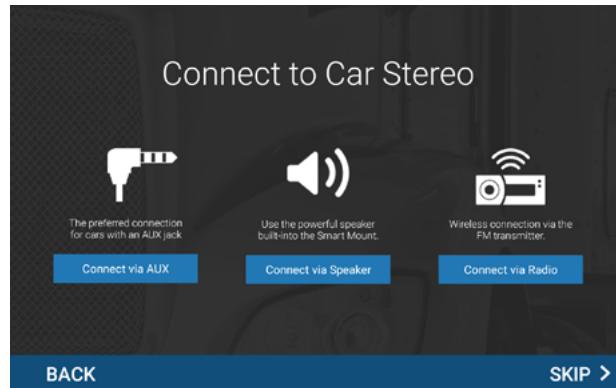 Connect to Car Stereo
The preferred connection
for cars with an AUX jack
Connect via AUX
Use the powerful speaker
built-into the Smart Mount.
Connect via Speaker
Wireless connection via the
FM transmitter.
Connect via Radio
BACK
SKIP >